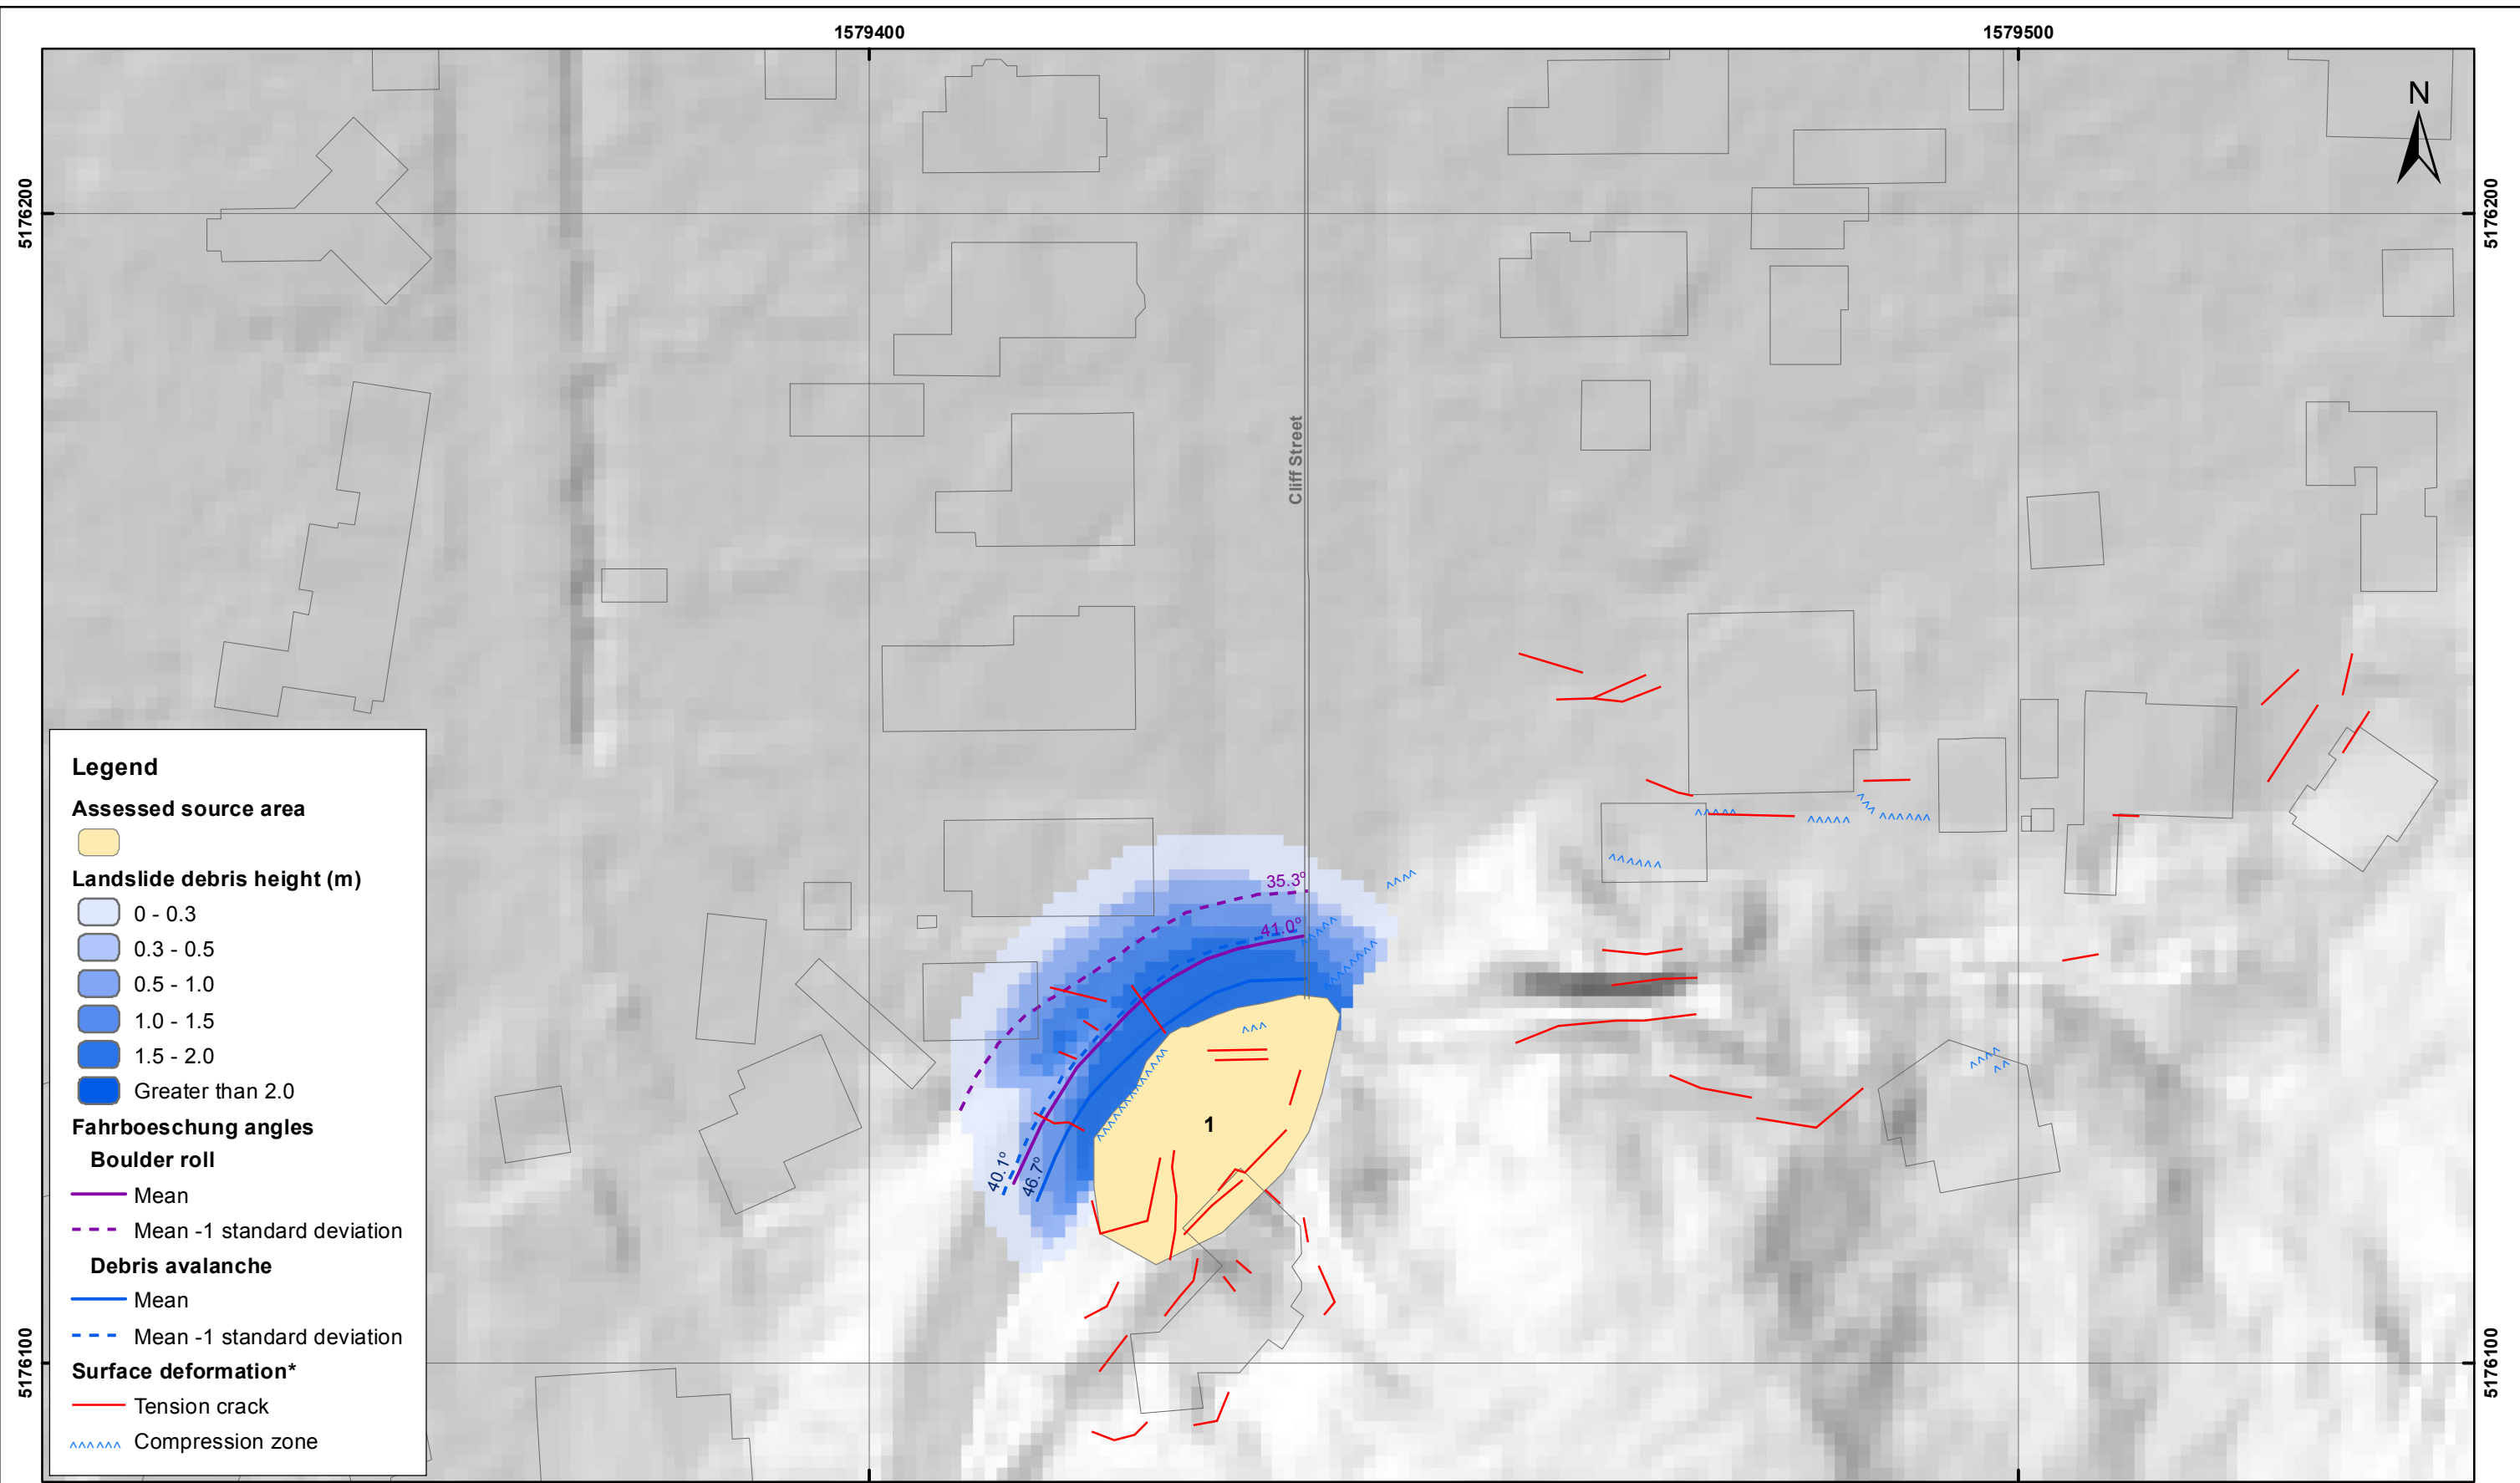 1579400
1579500
N
5176200
5176200
Cliff Street
35.3°
41.0°
40.1°
46.7°
1
5176100
5176100
Legend
Assessed source area
Landslide debris height (m)
0 - 0.3
0.3 - 0.5
0.5 - 1.0
1.0 - 1.5
1.5 - 2.0
Greater than 2.0
Fahrboeschung angles
Boulder roll
Mean
Mean -1 standard deviation
Debris avalanche
Mean
Mean -1 standard deviation
Surface deformation*
Tension crack
Compression zone